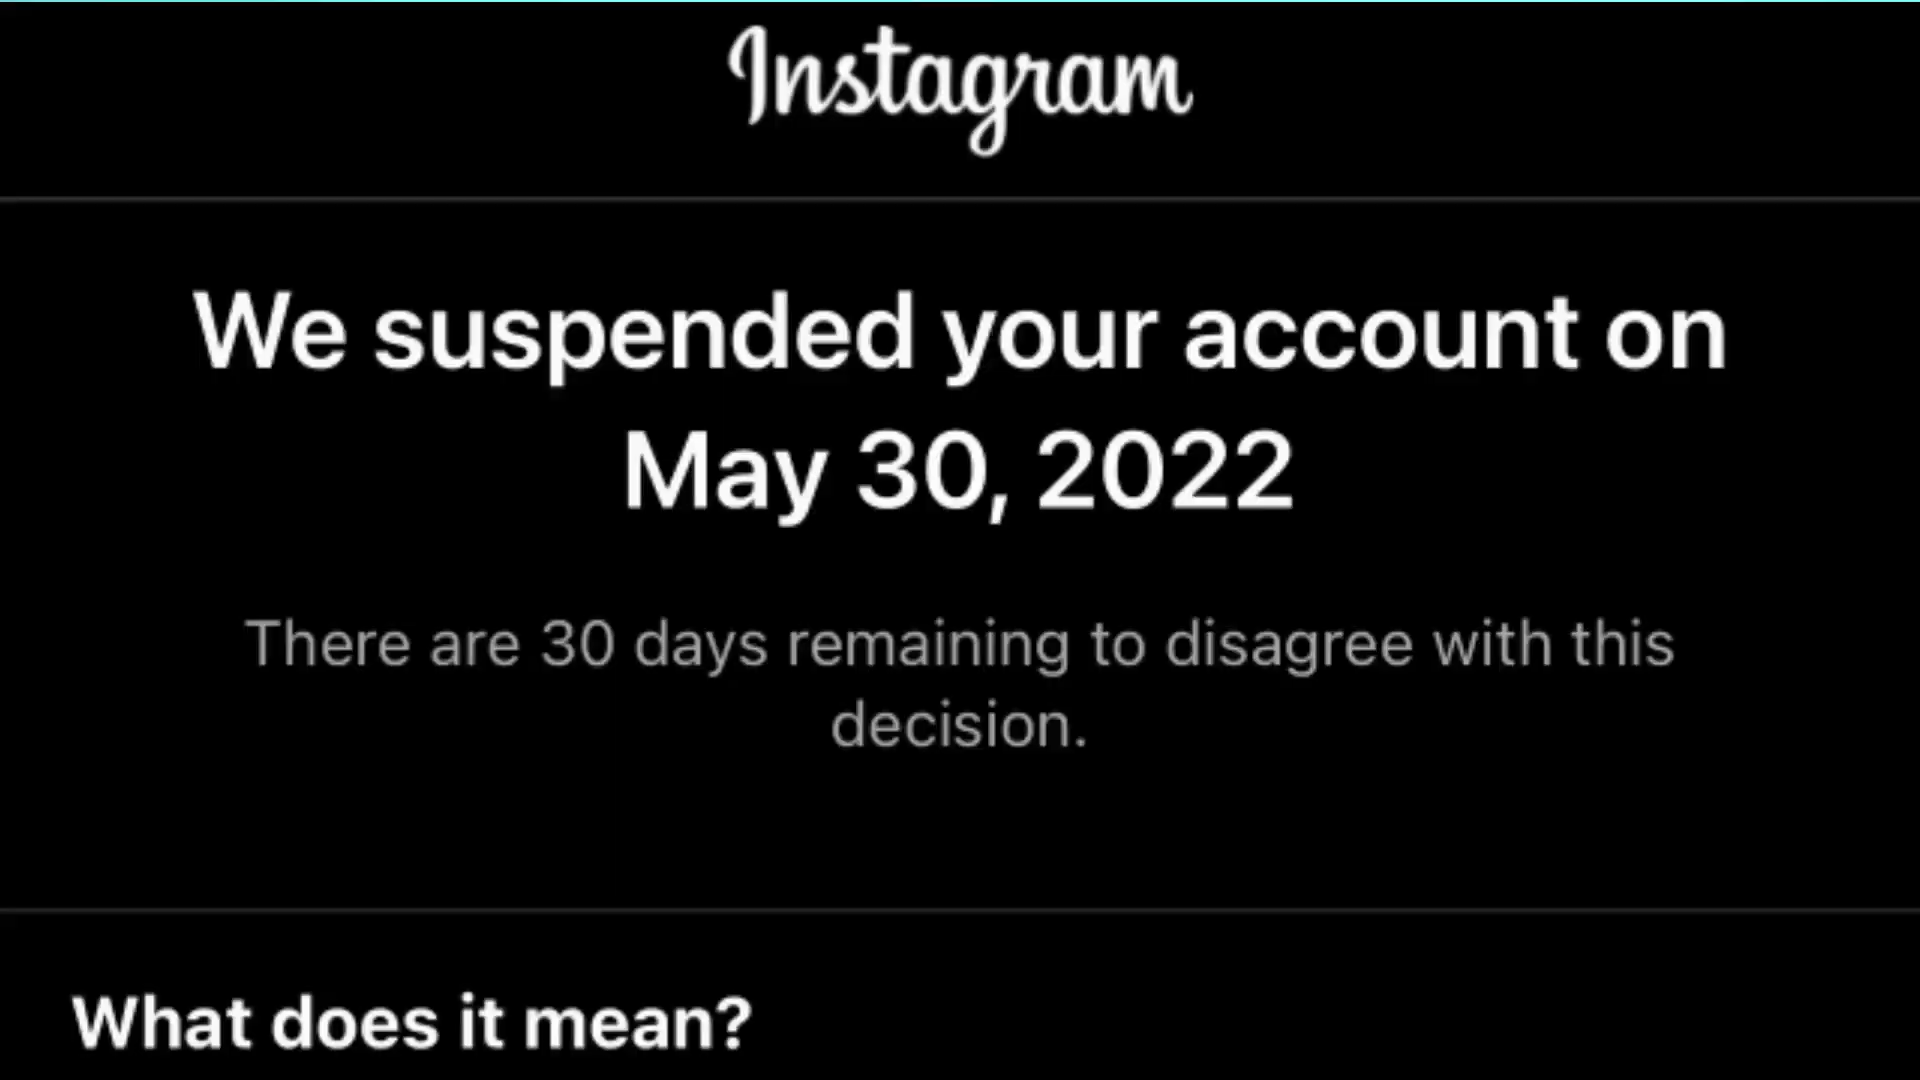 Instagram
We suspended your account on
May 30, 2022
There are 30 days remaining to disagree with this
decision.
What does it mean?